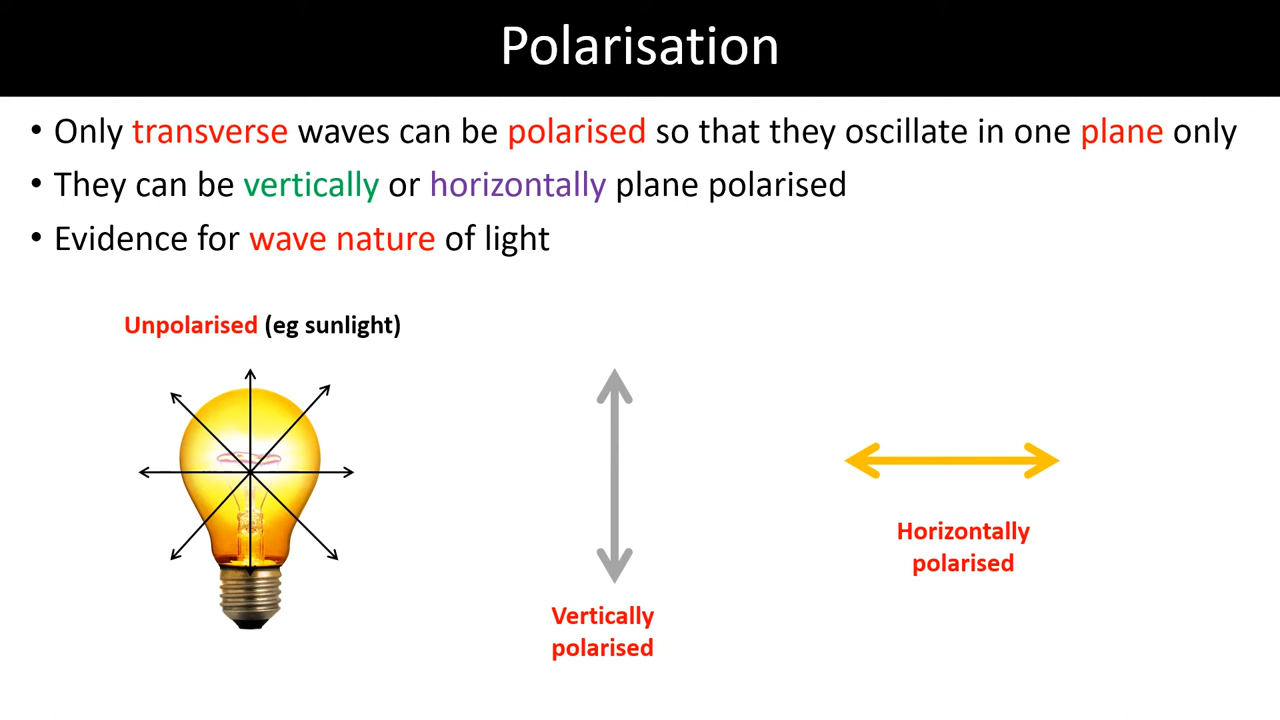 Polarisation
• Only transverse waves can be polarised so that they oscillate in one plane only
• They can be vertically or horizontally plane polarised
• Evidence for wave nature of light
Unpolarised (eg sunlight)
Vertically
polarised
Horizontally
polarised